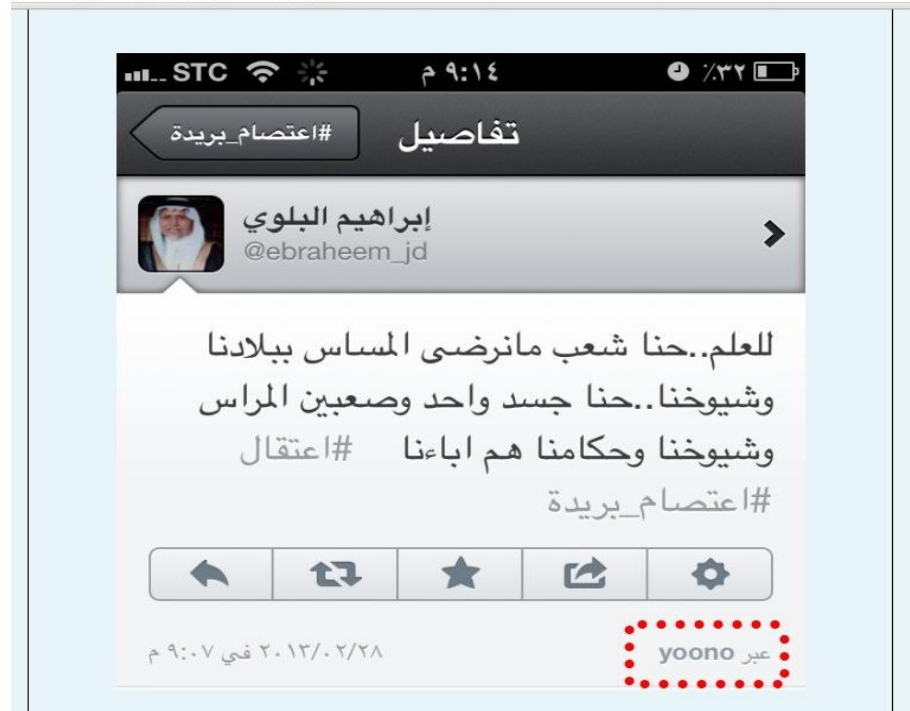 STC ٩:١٤ م ٪٣٢
#اعتصام_بريدة تفاصيل
إبراهيم البلوي
@ebraheem_jd
للعلم..حنا شعب مانرضى المساس ببلادنا
وشيوخنا..حنا جسد واحد وصعبين المراس
وشيوخنا وحكامنا هم اباءنا #اعتقال
#اعتصام_بريدة
٢٠١٣/٠٢/٢٨ في ٩:٠٧ م
عبر yoono